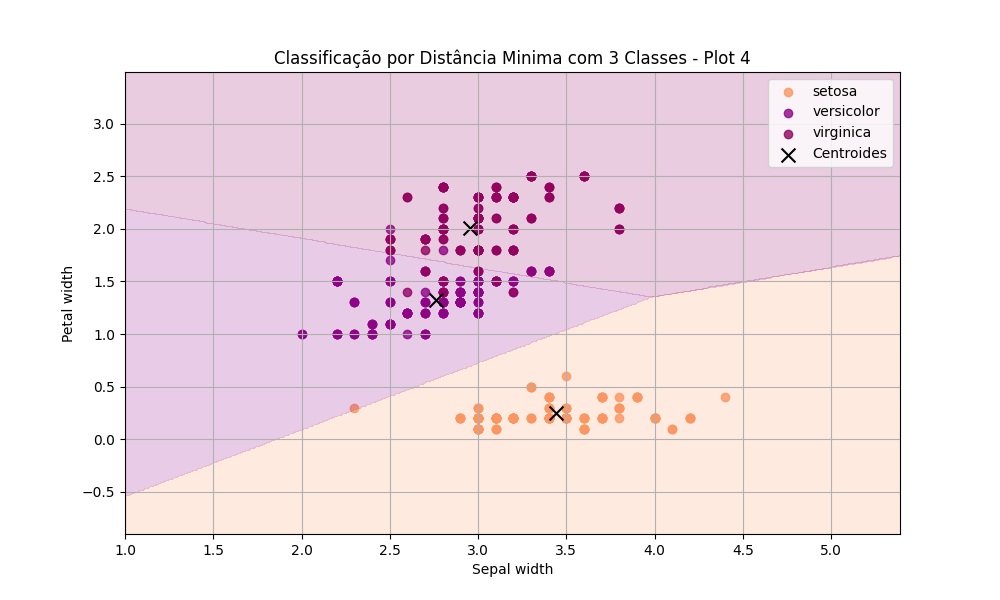 Classificação por Distância Minima com 3 Classes - Plot 4
setosa
versicolor
virginica
Centroides
3.0
2.5
2.0
1.5
1.0
0.5
0.0
−0.5
Petal width
1.0 1.5 2.0 2.5 3.0 3.5 4.0 4.5 5.0
Sepal width